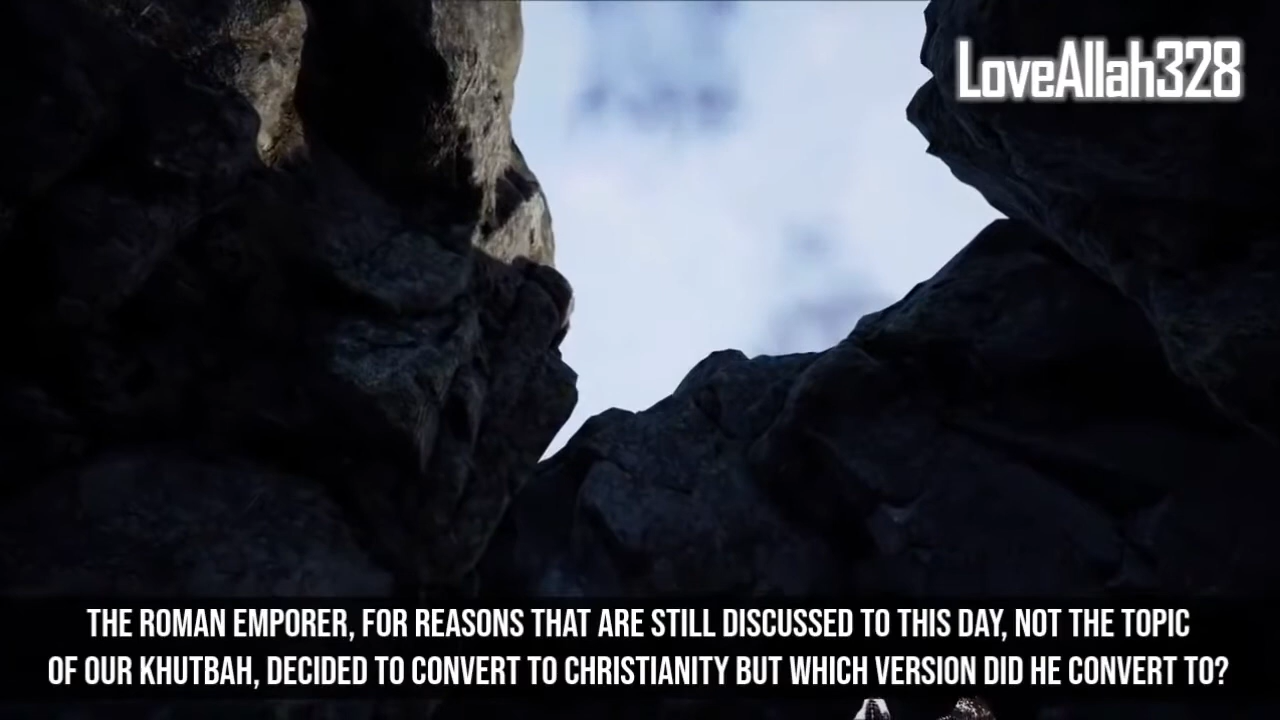 LoveAllah328
THE ROMAN EMPORER, FOR REASONS THAT ARE STILL DISCUSSED TO THIS DAY, NOT THE TOPIC
OF OUR KHUTBAH, DECIDED TO CONVERT TO CHRISTIANITY BUT WHICH VERSION DID HE CONVERT TO?